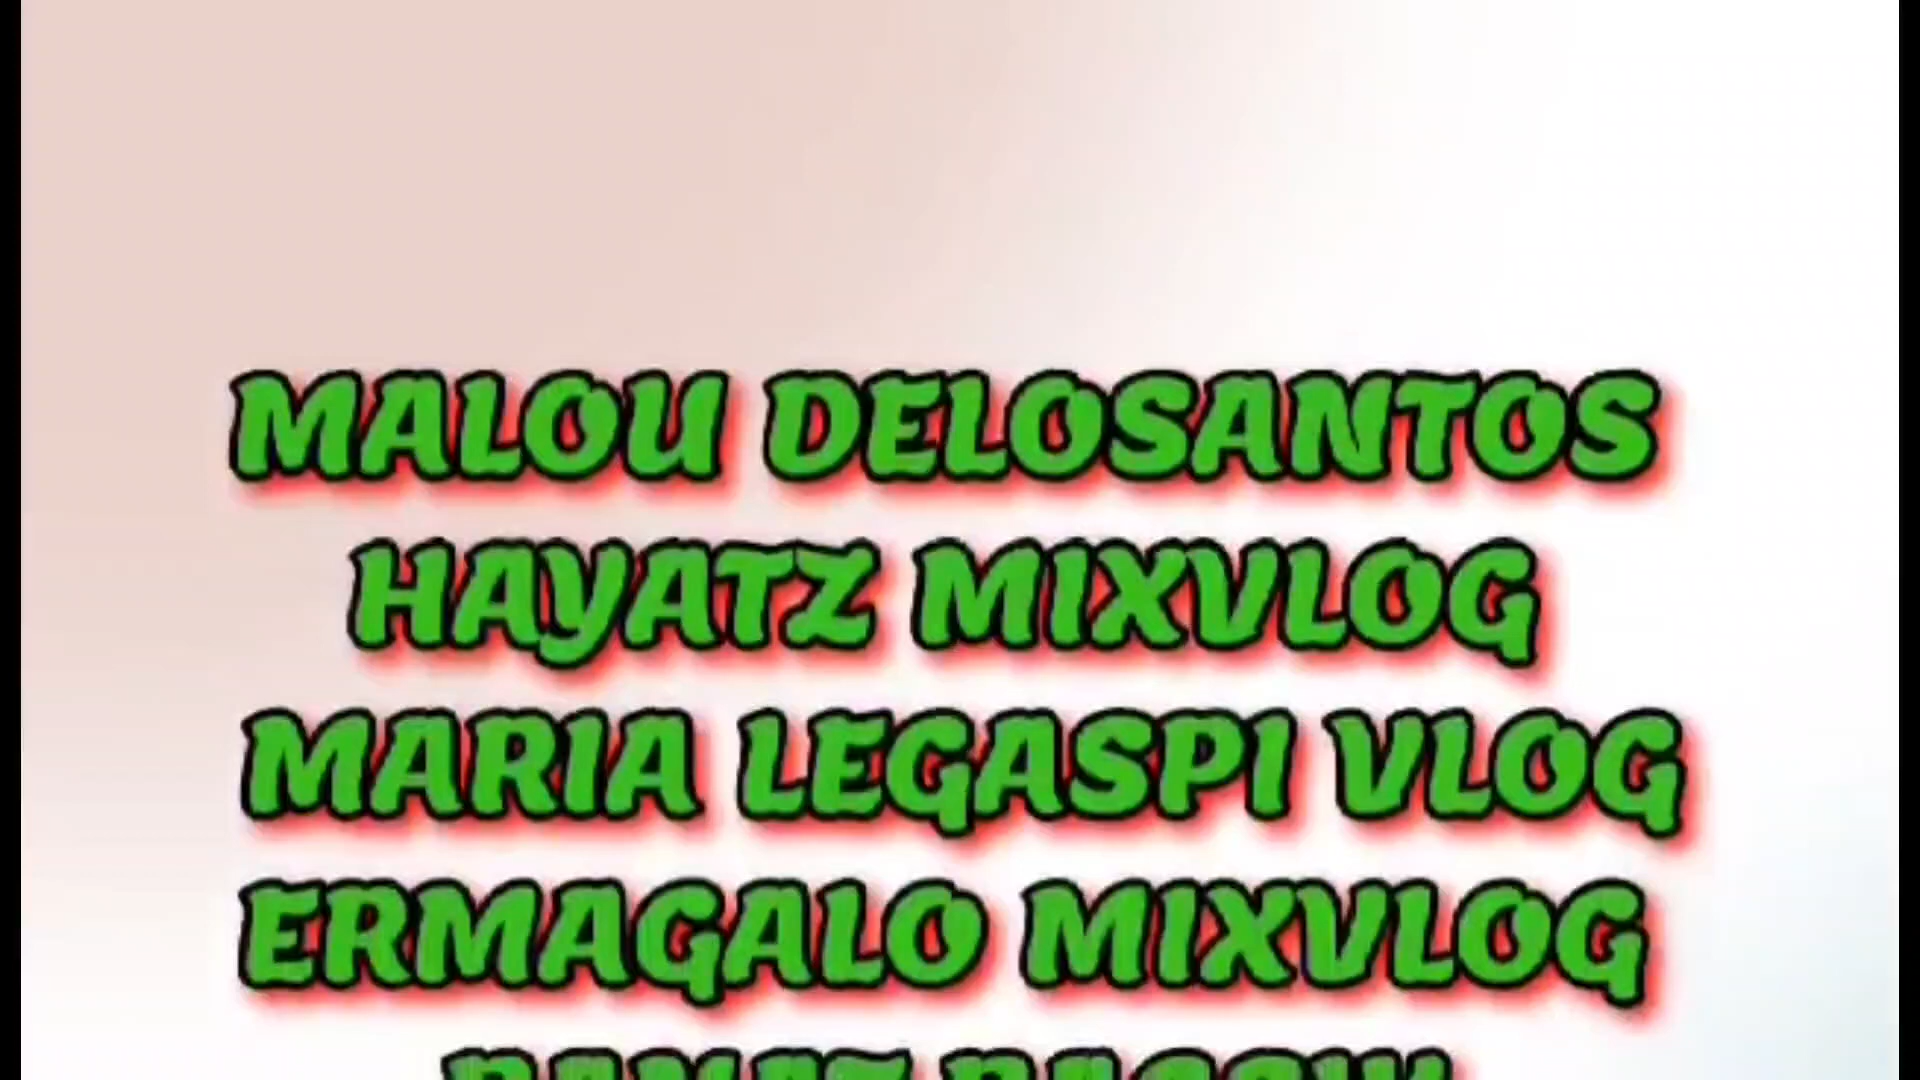 MALOU DELOSANTOS
HAYATZ MIXVLOG
MARIA LEGASPI VLOG
ERMAGALO MIXVLOG